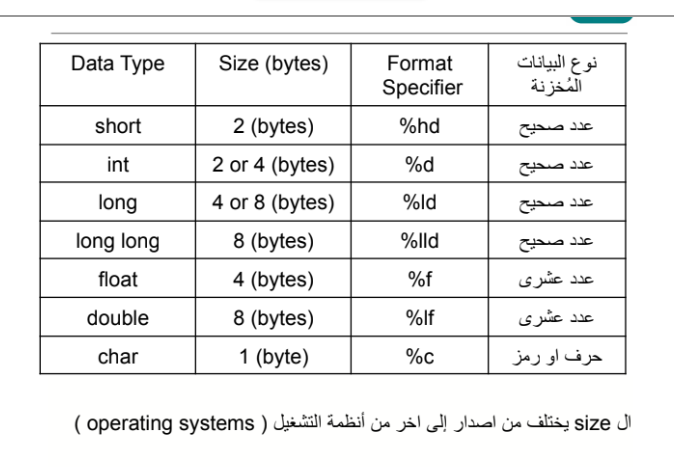 Data Type Size (bytes) Format Specifier نوع البيانات المُخزنة
short 2 (bytes) %hd عدد صحيح
int 2 or 4 (bytes) %d عدد صحيح
long 4 or 8 (bytes) %ld عدد صحيح
long long 8 (bytes) %lld عدد صحيح
float 4 (bytes) %f عدد عشرى
double 8 (bytes) %lf عدد عشرى
char 1 (byte) %c حرف او رمز
ال size يختلف من اصدار إلى اخر من أنظمة التشغيل ( operating systems )